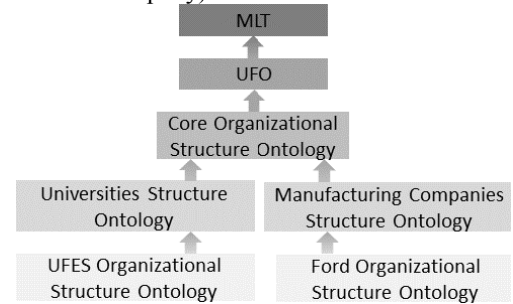 MLT
UFO
Core Organizational
Structure Ontology
Universities Structure
Ontology
Manufacturing Companies
Structure Ontology
UFES Organizational
Structure Ontology
Ford Organizational
Structure Ontology